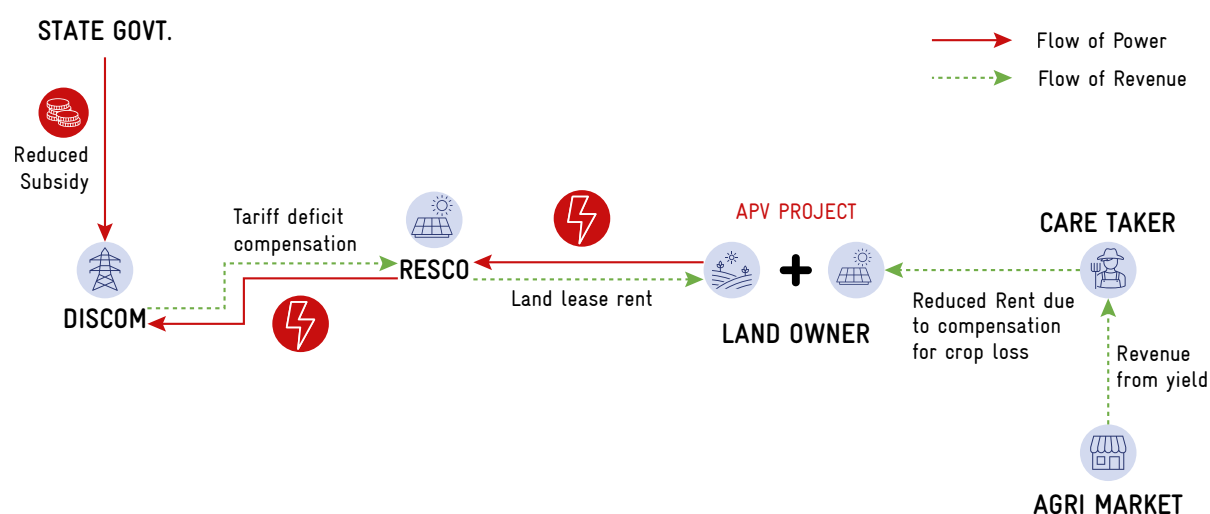 STATE GOVT.
Flow of Power
Flow of Revenue
Reduced
Subsidy
Tariff deficit
compensation
APV PROJECT
CARE TAKER
RESCO
Land lease rent
DISCOM
LAND OWNER
Reduced Rent due
to compensation
for crop loss
Revenue
from yield
AGRI MARKET